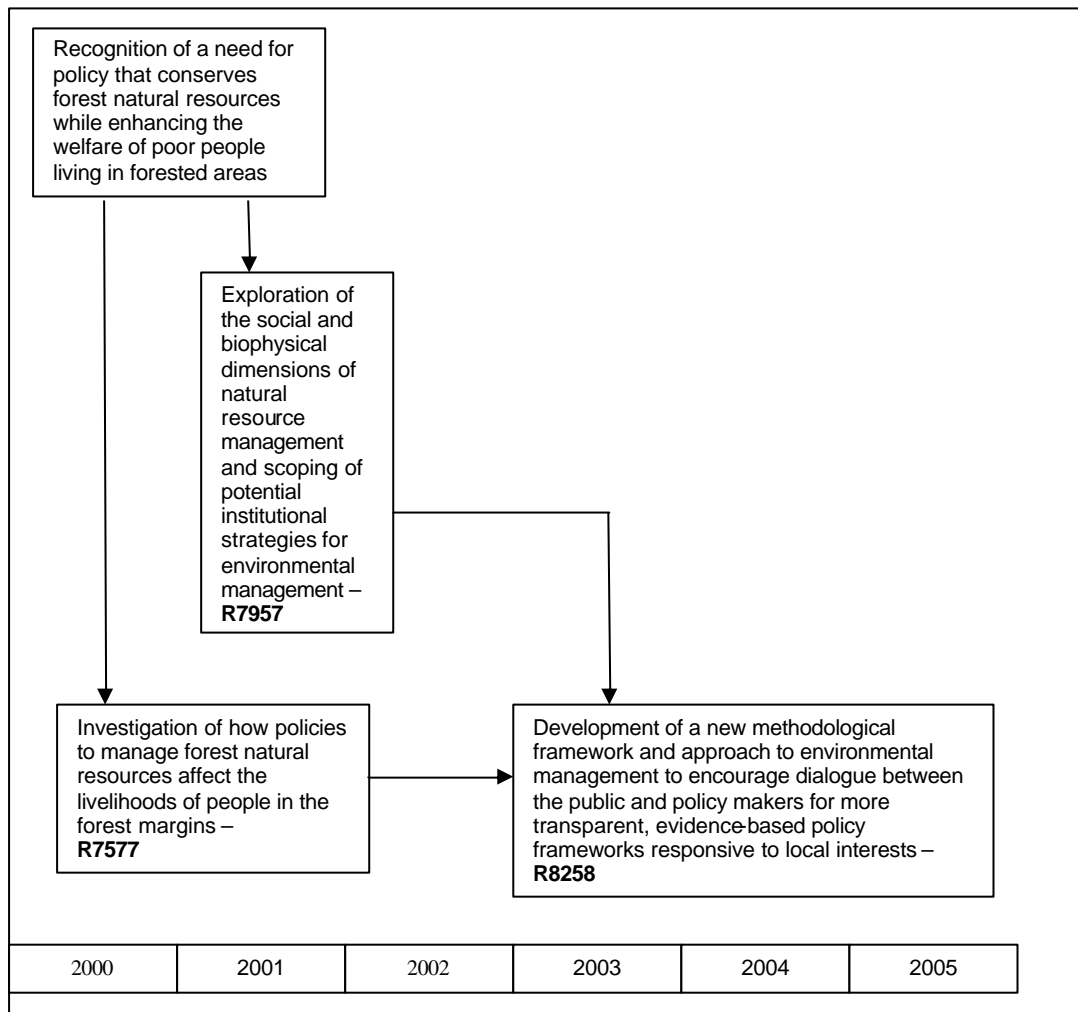 Recognition of a need for
policy that conserves
forest natural resources
while enhancing the
welfare of poor people
living in forested areas
Exploration of
the social and
biophysical
dimensions of
natural
resource
management
and scoping of
potential
institutional
strategies for
environmental
management –
R7957
Investigation of how policies
to manage forest natural
resources affect the
livelihoods of people in the
forest margins –
R7577
Development of a new methodological
framework and approach to environmental
management to encourage dialogue between
the public and policy makers for more
transparent, evidence-based policy
frameworks responsive to local interests –
R8258
2000 2001 2002 2003 2004 2005